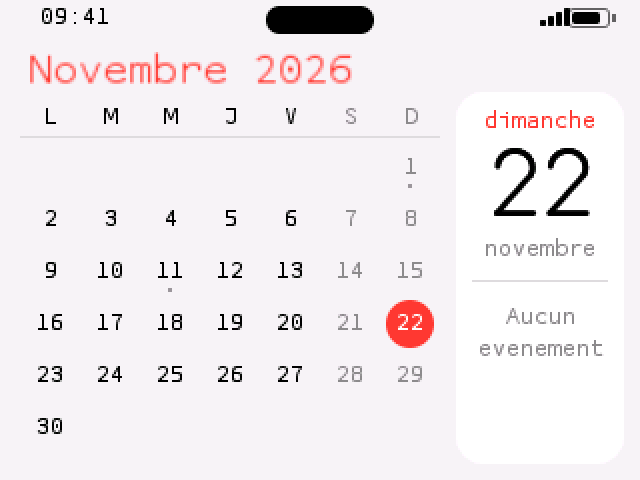 09:41
Novembre 2026
L M M J V S D
1
2 3 4 5 6 7 8
9 10 11 12 13 14 15
16 17 18 19 20 21 22
23 24 25 26 27 28 29
30
dimanche
22
novembre
Aucun
evenement